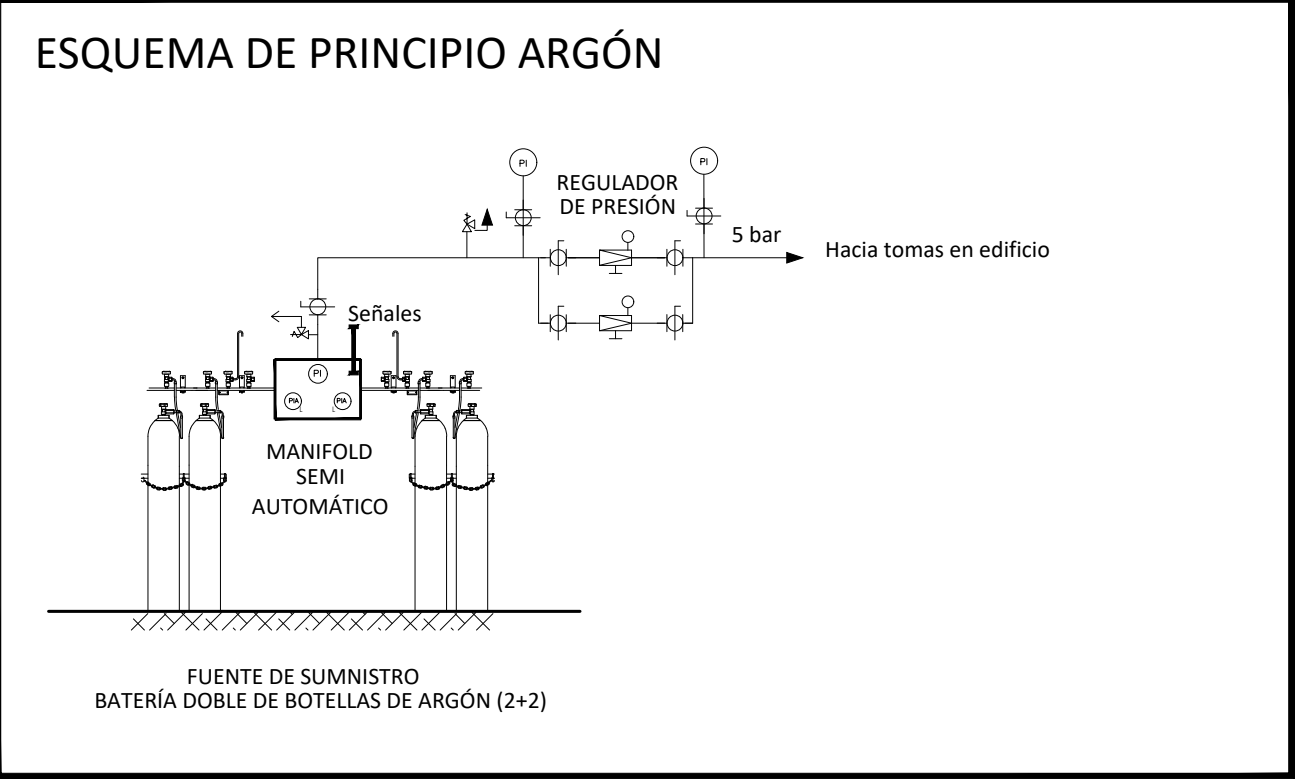 ESQUEMA DE PRINCIPIO ARGÓN
PI
PI
REGULADOR
DE PRESIÓN
5 bar
Hacia tomas en edificio
Señales
PI
PIA
L
PIA
L
MANIFOLD
SEMI
AUTOMÁTICO
FUENTE DE SUMNISTRO
BATERÍA DOBLE DE BOTELLAS DE ARGÓN (2+2)